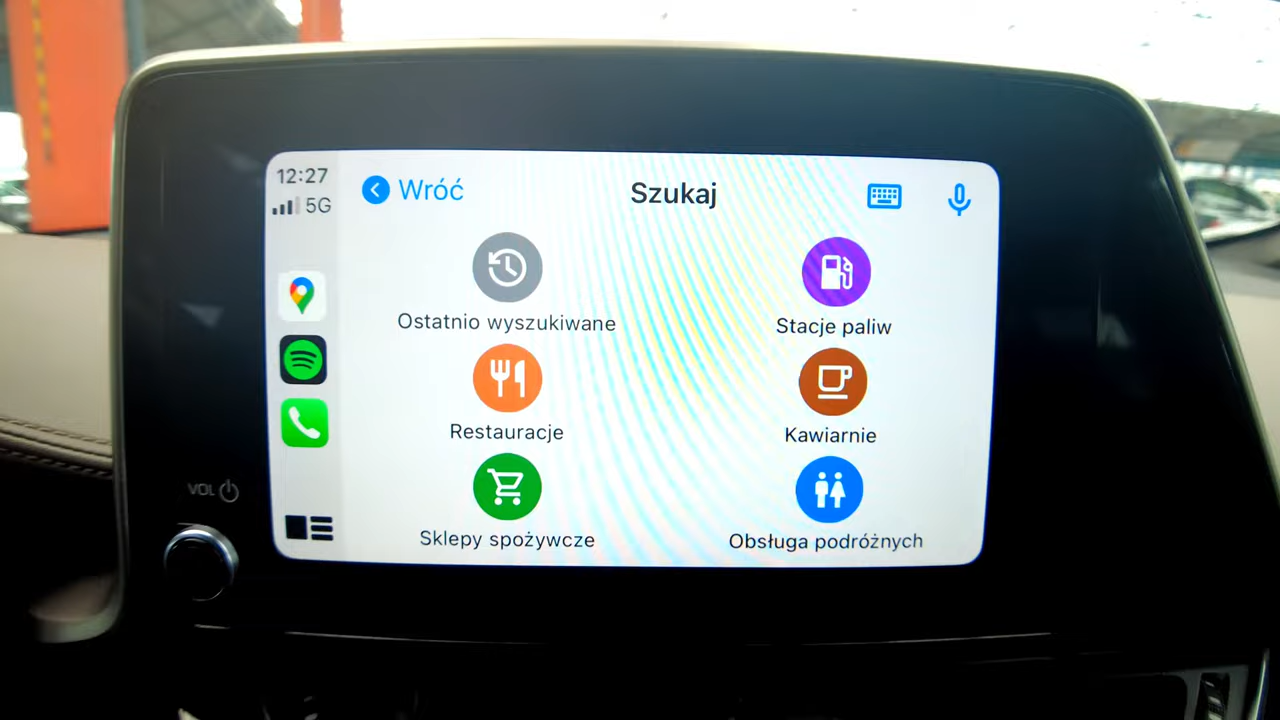 12:27
5G
Wróć
Szukaj
Ostatnio wyszukiwane
Stacje paliw
Restauracje
Kawiarnie
Sklepy spożywcze
Obsługa podróżnych
VOL